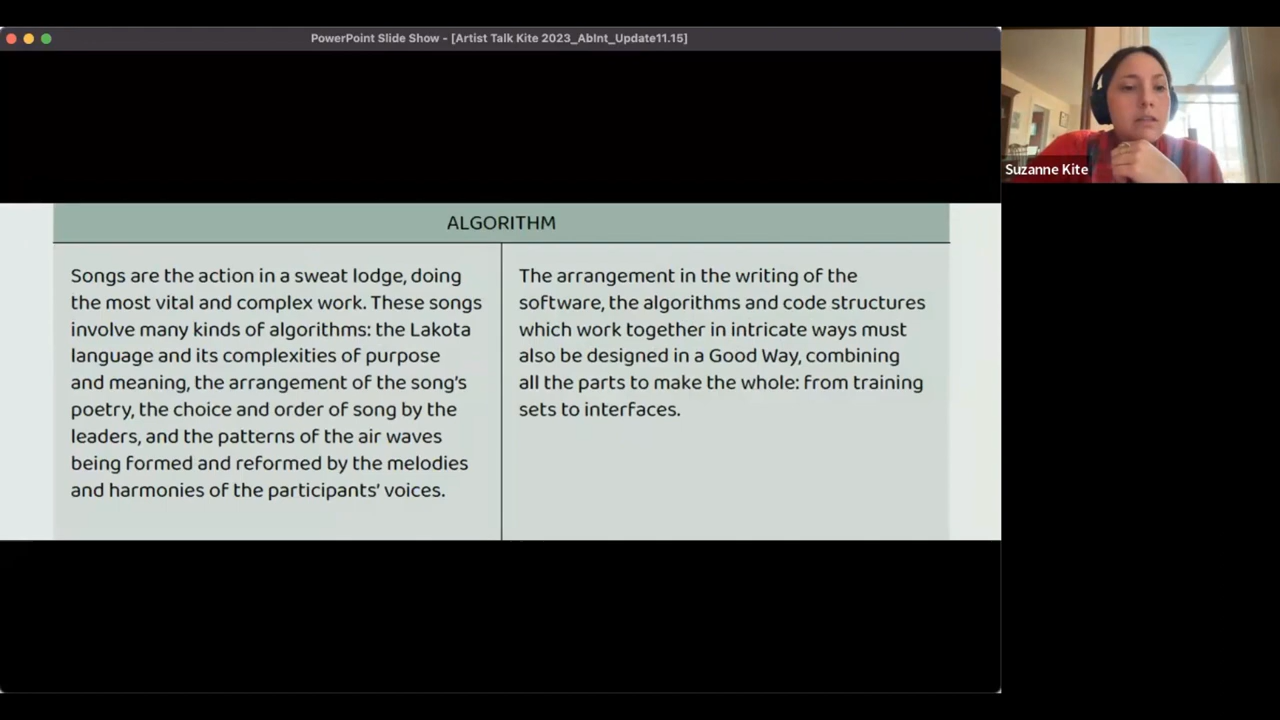 PowerPoint Slide Show - [Artist Talk Kite 2023_AbInt_Update11.15]
Suzanne Kite
ALGORITHM
Songs are the action in a sweat lodge, doing
the most vital and complex work. These songs
involve many kinds of algorithms: the Lakota
language and its complexities of purpose
and meaning, the arrangement of the song's
poetry, the choice and order of song by the
leaders, and the patterns of the air waves
being formed and reformed by the melodies
and harmonies of the participants' voices.
The arrangement in the writing of the
software, the algorithms and code structures
which work together in intricate ways must
also be designed in a Good Way, combining
all the parts to make the whole: from training
sets to interfaces.